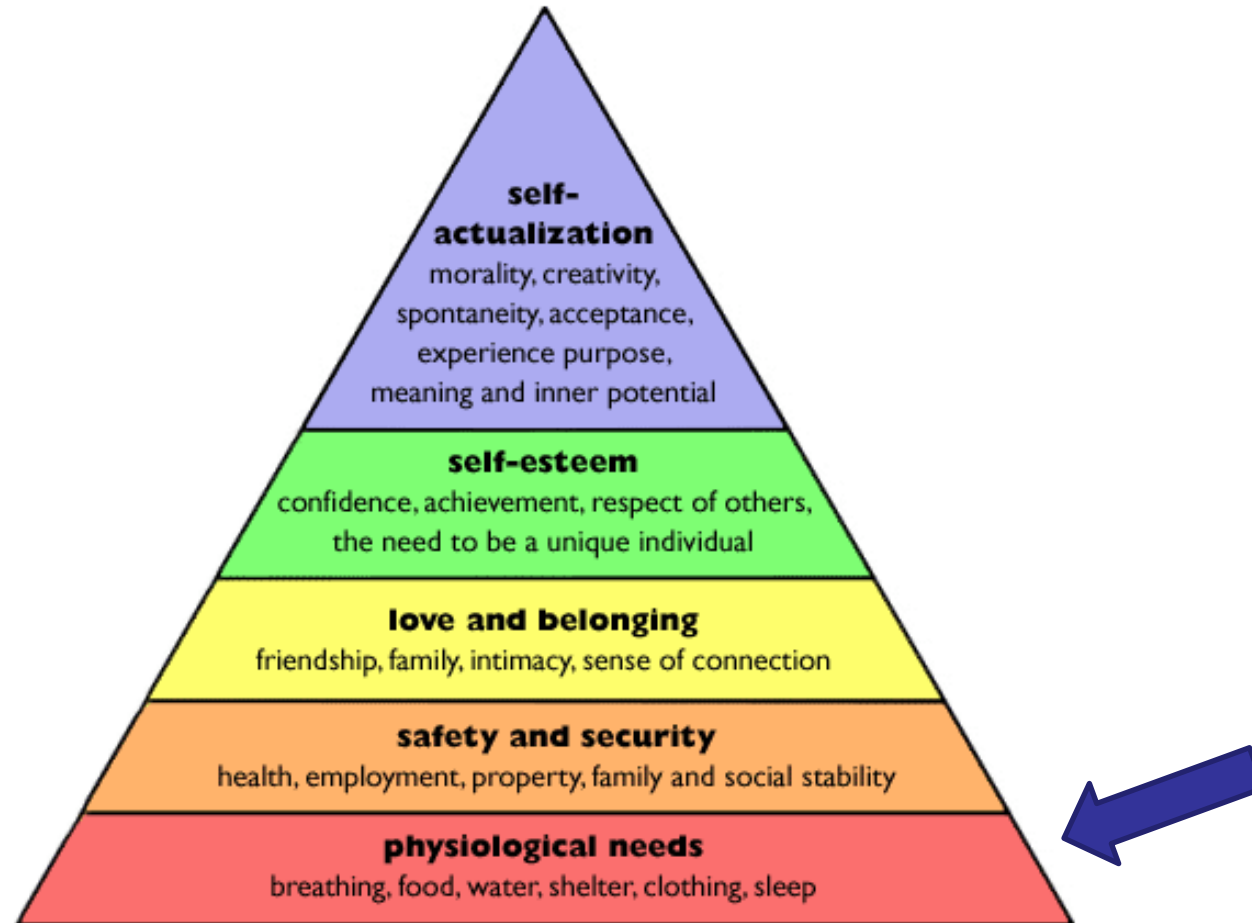 self-
actualization
morality, creativity,
spontaneity, acceptance,
experience purpose,
meaning and inner potential
self-esteem
confidence, achievement, respect of others,
the need to be a unique individual
love and belonging
friendship, family, intimacy, sense of connection
safety and security
health, employment, property, family and social stability
physiological needs
breathing, food, water, shelter, clothing, sleep